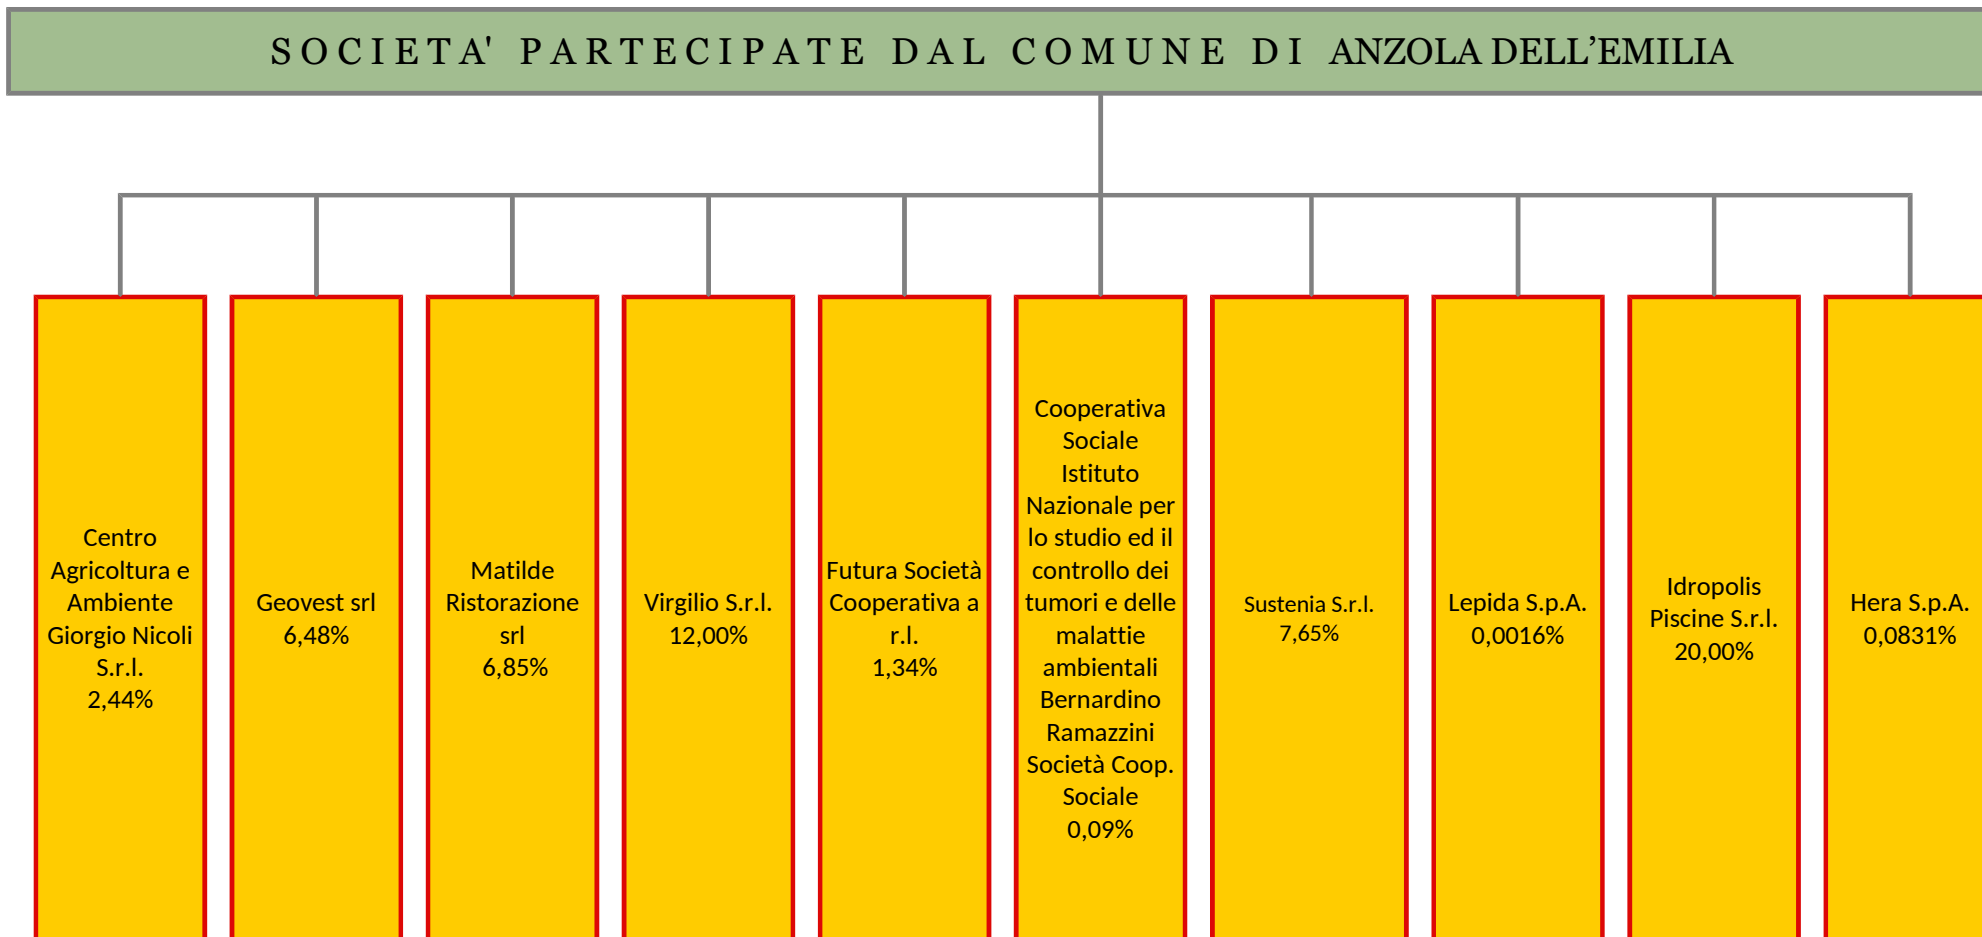 SOCIETA' PARTECIPATE DAL COMUNE DI ANZOLA DELL’EMILIA
Centro
Agricoltura e
Ambiente
Giorgio Nicoli
S.r.l.
2,44%
Geovest srl
6,48%
Matilde
Ristorazione
srl
6,85%
Virgilio S.r.l.
12,00%
Futura Società
Cooperativa a
r.l.
1,34%
Cooperativa
Sociale
Istituto
Nazionale per
lo studio ed il
controllo dei
tumori e delle
malattie
ambientali
Bernardino
Ramazzini
Società Coop.
Sociale
0,09%
Sustenia S.r.l.
7,65%
Lepida S.p.A.
0,0016%
Idropolis
Piscine S.r.l.
20,00%
Hera S.p.A.
0,0831%